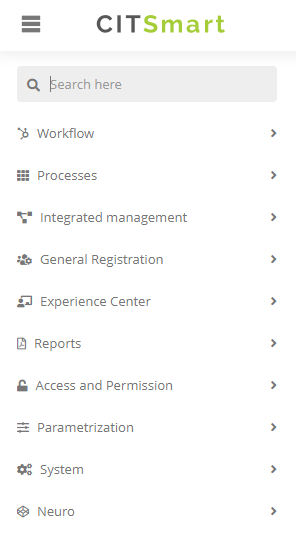 CITSmart
Search here
Workflow
Processes
Integrated management
General Registration
Experience Center
Reports
Access and Permission
Parametrization
System
Neuro